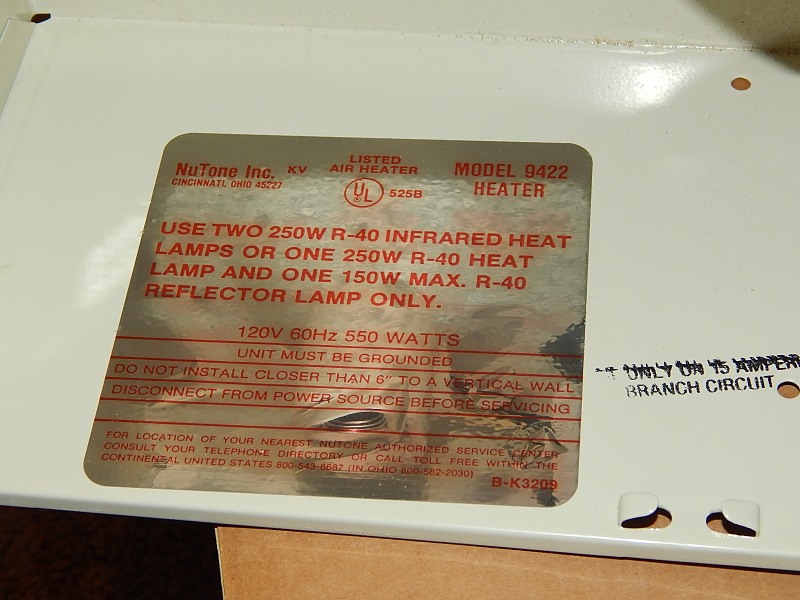 NuTone Inc. KV
CINCINNATI, OHIO 45227
LISTED
AIR HEATER
UL 525B
MODEL 9422
HEATER
USE TWO 250W R-40 INFRARED HEAT
LAMPS OR ONE 250W R-40 HEAT
LAMP AND ONE 150W MAX. R-40
REFLECTOR LAMP ONLY.
120V 60Hz 550 WATTS
UNIT MUST BE GROUNDED
DO NOT INSTALL CLOSER THAN 6" TO A VERTICAL WALL
DISCONNECT FROM POWER SOURCE BEFORE SERVICING
FOR LOCATION OF YOUR NEAREST NUTONE AUTHORIZED SERVICE CENTER
CONSULT YOUR TELEPHONE DIRECTORY OR CALL TOLL FREE WITHIN THE
CONTINENTAL UNITED STATES 800-543-8687 (IN OHIO 800-582-2030)
B-K3209
ONLY ON 15 AMPERE
BRANCH CIRCUIT